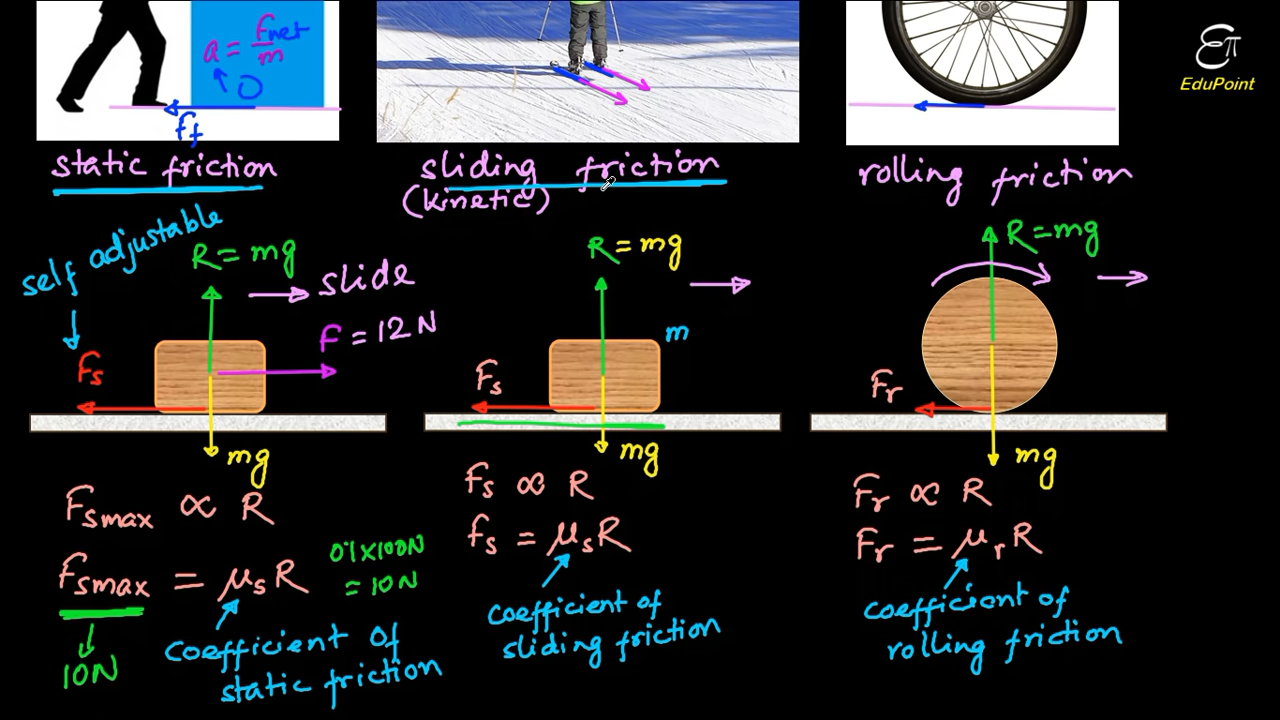 a = Fnet/m
0
Ff
επ
EduPoint
static friction
sliding friction
(kinetic)
rolling friction
self adjustable
R = mg
slide
F = 12 N
Fs
mg
Fsmax ∝ R
Fsmax = μsR
0.1×100N
= 10N
10N
coefficient of
static friction
R = mg
m
Fs
mg
Fs ∝ R
fs = μsR
coefficient of
sliding friction
R = mg
Fr
mg
Fr ∝ R
Fr = μrR
coefficient of
rolling friction